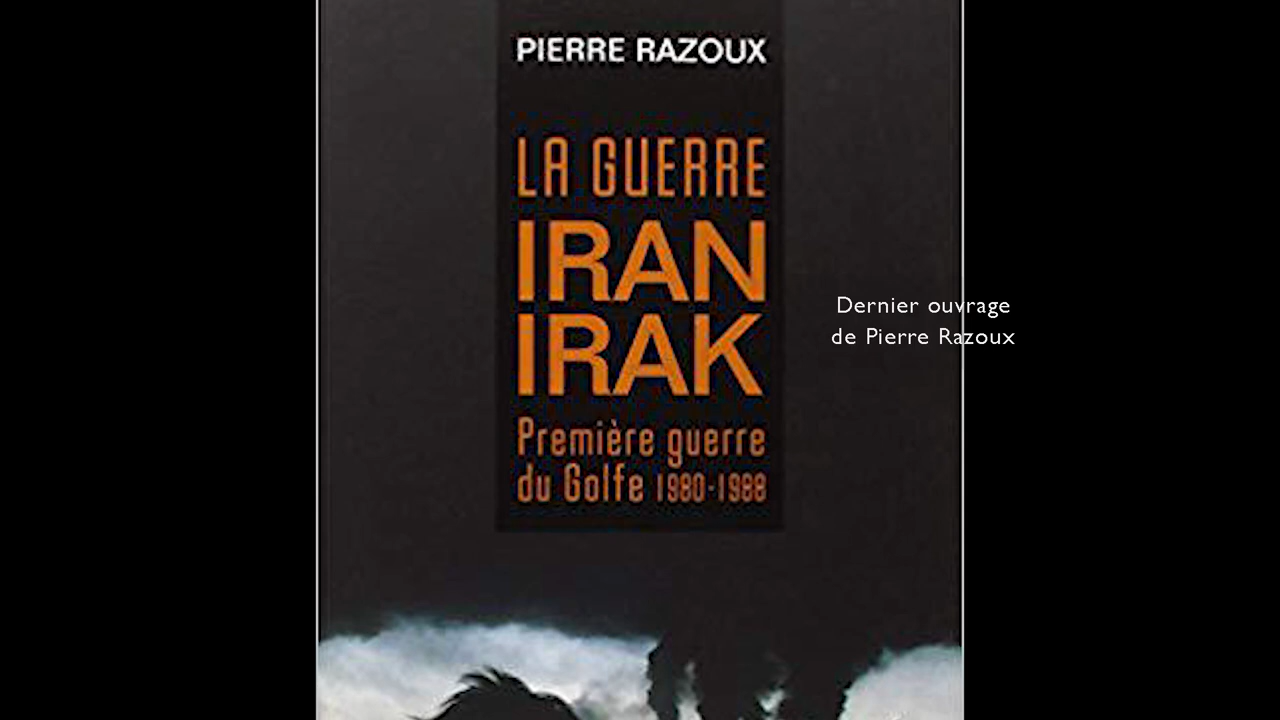 PIERRE RAZOUX
LA GUERRE
IRAN
IRAK
Première guerre
du Golfe 1980-1988
Dernier ouvrage
de Pierre Razoux